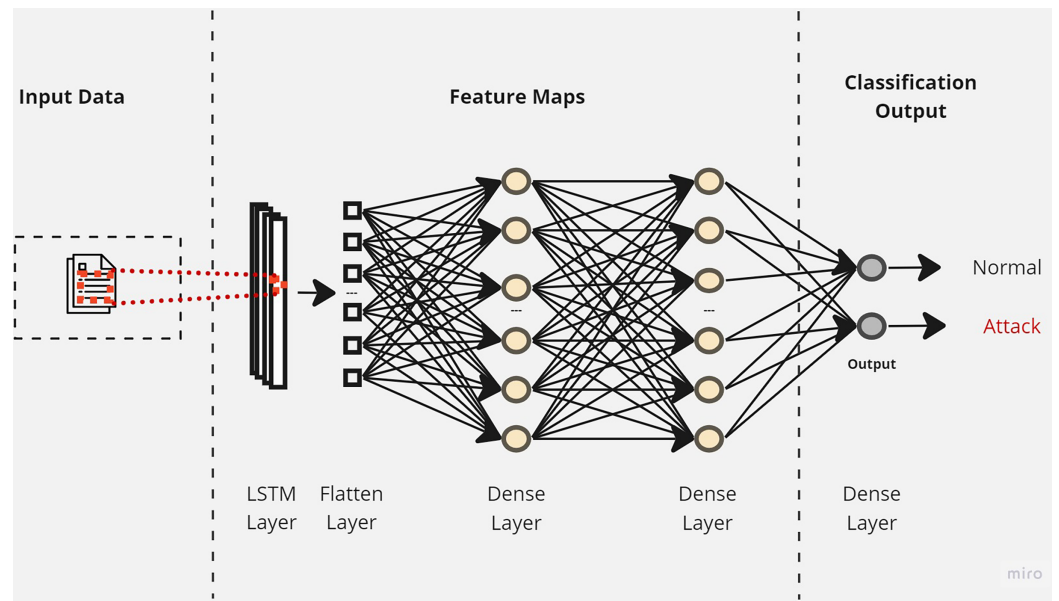 Input Data
Feature Maps
Classification
Output
---
---
---
Normal
Attack
Output
LSTM
Layer
Flatten
Layer
Dense
Layer
Dense
Layer
Dense
Layer
miro